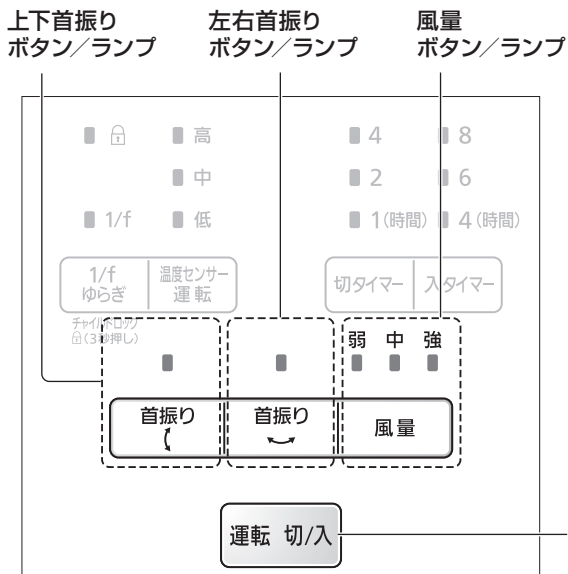 上下首振り
ボタン／ランプ
左右首振り
ボタン／ランプ
風量
ボタン／ランプ
高
4
8
中
2
6
1/f
低
1(時間)
4(時間)
1/f
ゆらぎ
温度センサー
運転
切タイマー
入タイマー
チャイルドロック
(3秒押し)
弱 中 強
首振り
首振り
風量
運転 切/入